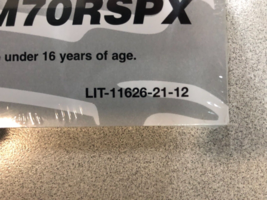 M70RSPX
under 16 years of age.
LIT-11626-21-12